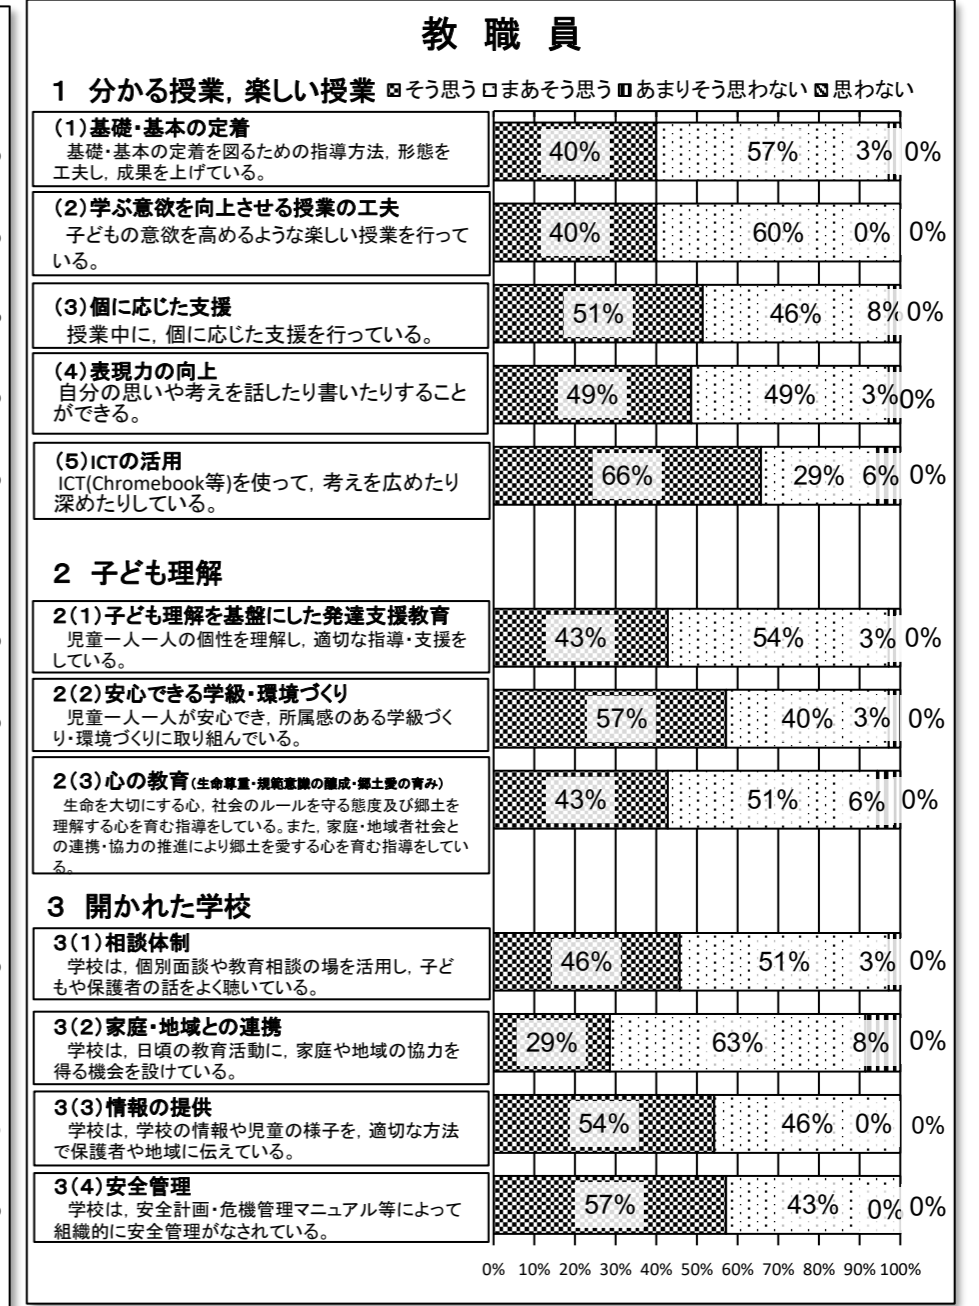 教 職 員
1 分かる授業，楽しい授業 そう思う まあそう思う あまりそう思わない 思わない
(1)基礎・基本の定着
基礎・基本の定着を図るための指導方法，形態を
工夫し，成果を上げている。
40% 57% 3% 0%
(2)学ぶ意欲を向上させる授業の工夫
子どもの意欲を高めるような楽しい授業を行って
いる。
40% 60% 0% 0%
(3)個に応じた支援
授業中に，個に応じた支援を行っている。
51% 46% 8% 0%
(4)表現力の向上
自分の思いや考えを話したり書いたりすること
ができる。
49% 49% 3% 0%
(5)ICTの活用
ICT(Chromebook等)を使って，考えを広めたり
深めたりしている。
66% 29% 6% 0%
2 子ども理解
2(1)子ども理解を基盤にした発達支援教育
児童一人一人の個性を理解し，適切な指導・支援を
している。
43% 54% 3% 0%
2(2)安心できる学級・環境づくり
児童一人一人が安心でき，所属感のある学級づく
り・環境づくりに取り組んでいる。
57% 40% 3% 0%
2(3)心の教育(生命尊重・規範意識の醸成・郷土愛の育み)
生命を大切にする心，社会のルールを守る態度及び郷土を
理解する心を育む指導をしている。また，家庭・地域者社会と
の連携・協力の推進により郷土を愛する心を育む指導をしてい
る。
43% 51% 6% 0%
3 開かれた学校
3(1)相談体制
学校は，個別面談や教育相談の場を活用し，子ど
もや保護者の話をよく聴いている。
46% 51% 3% 0%
3(2)家庭・地域との連携
学校は，日頃の教育活動に，家庭や地域の協力を
得る機会を設けている。
29% 63% 8% 0%
3(3)情報の提供
学校は，学校の情報や児童の様子を，適切な方法
で保護者や地域に伝えている。
54% 46% 0% 0%
3(4)安全管理
学校は，安全計画・危機管理マニュアル等によって
組織的に安全管理がなされている。
57% 43% 0% 0%
0% 10% 20% 30% 40% 50% 60% 70% 80% 90% 100%